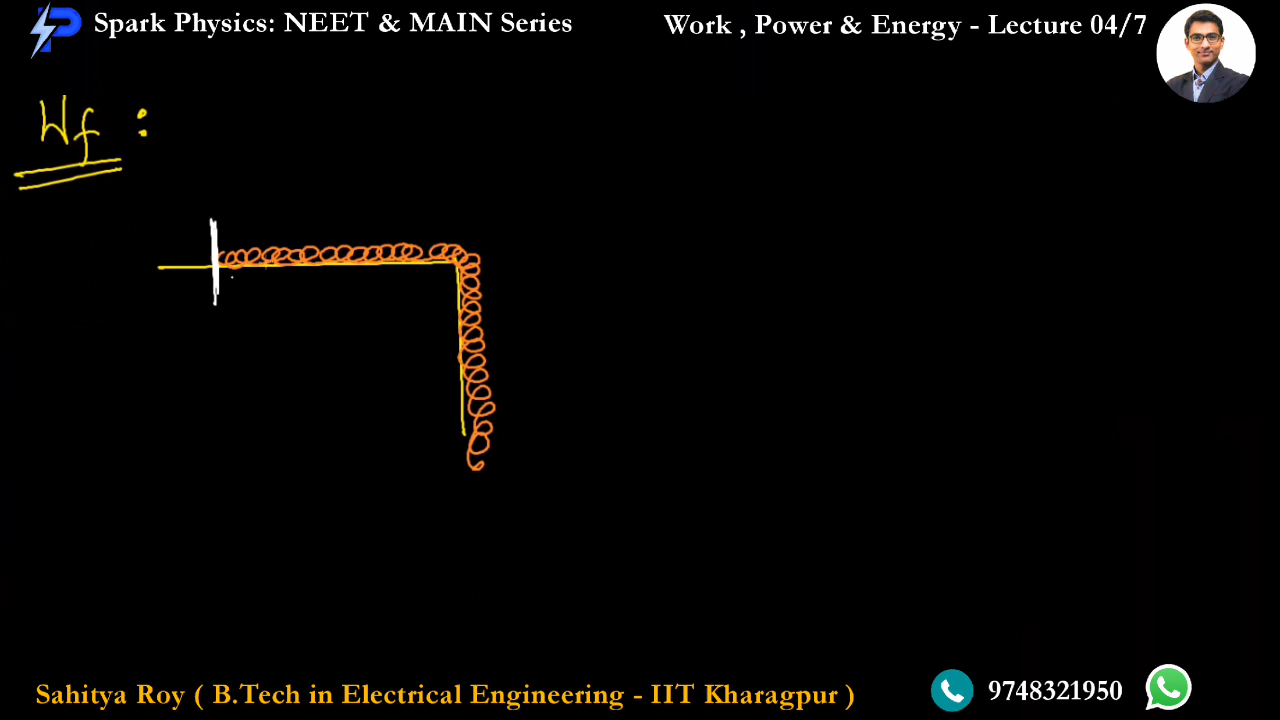 Spark Physics: NEET & MAIN Series
Work , Power & Energy - Lecture 04/7
Wf :
Sahitya Roy ( B.Tech in Electrical Engineering - IIT Kharagpur )
9748321950